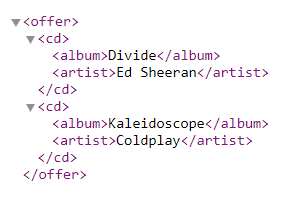 <offer>
<cd>
<album>Divide</album>
<artist>Ed Sheeran</artist>
</cd>
<cd>
<album>Kaleidoscope</album>
<artist>Coldplay</artist>
</cd>
</offer>